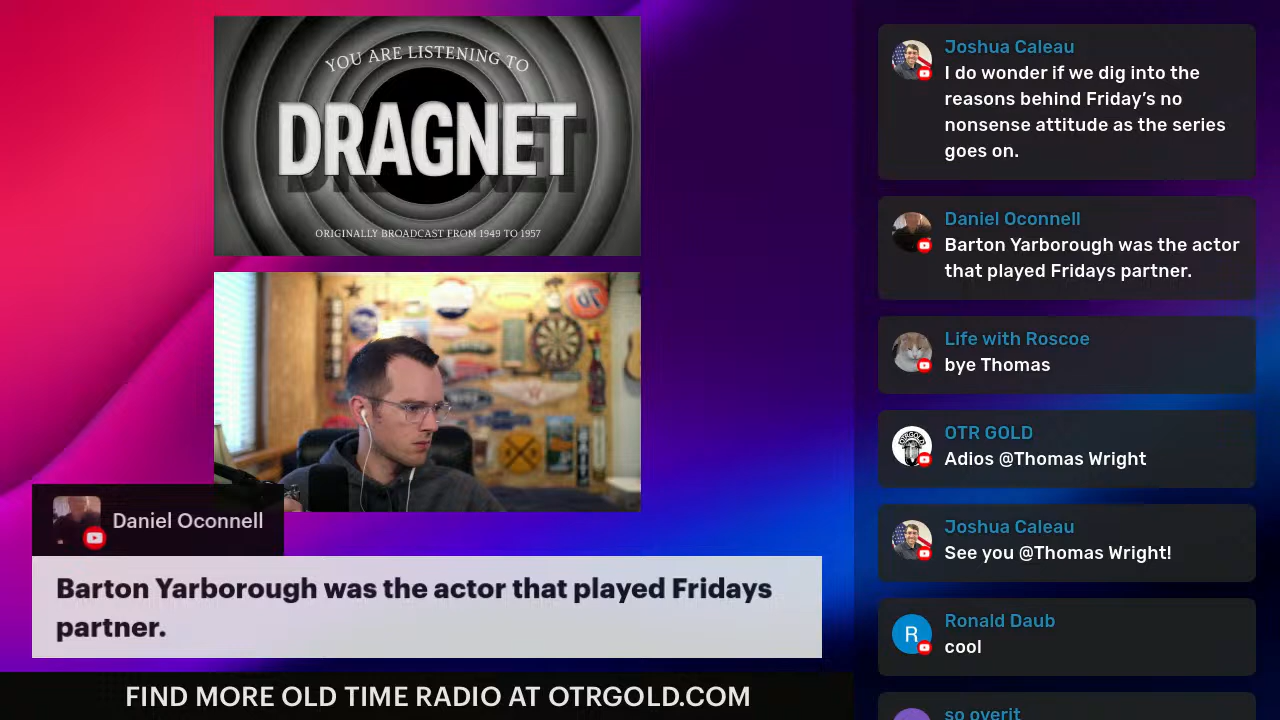 YOU ARE LISTENING TO
DRAGNET
ORIGINALLY BROADCAST FROM 1949 TO 1957
76
Daniel Oconnell
Barton Yarborough was the actor that played Fridays
partner.
FIND MORE OLD TIME RADIO AT OTRGOLD.COM
Joshua Caleau
I do wonder if we dig into the
reasons behind Friday’s no
nonsense attitude as the series
goes on.
Daniel Oconnell
Barton Yarborough was the actor
that played Fridays partner.
Life with Roscoe
bye Thomas
OTR GOLD
Adios @Thomas Wright
Joshua Caleau
See you @Thomas Wright!
R
Ronald Daub
cool
so overit